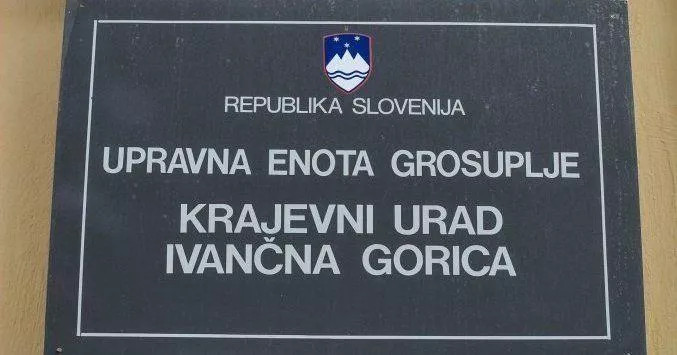 REPUBLIKA SLOVENIJA
UPRAVNA ENOTA GROSUPLJE
KRAJEVNI URAD
IVANČNA GORICA